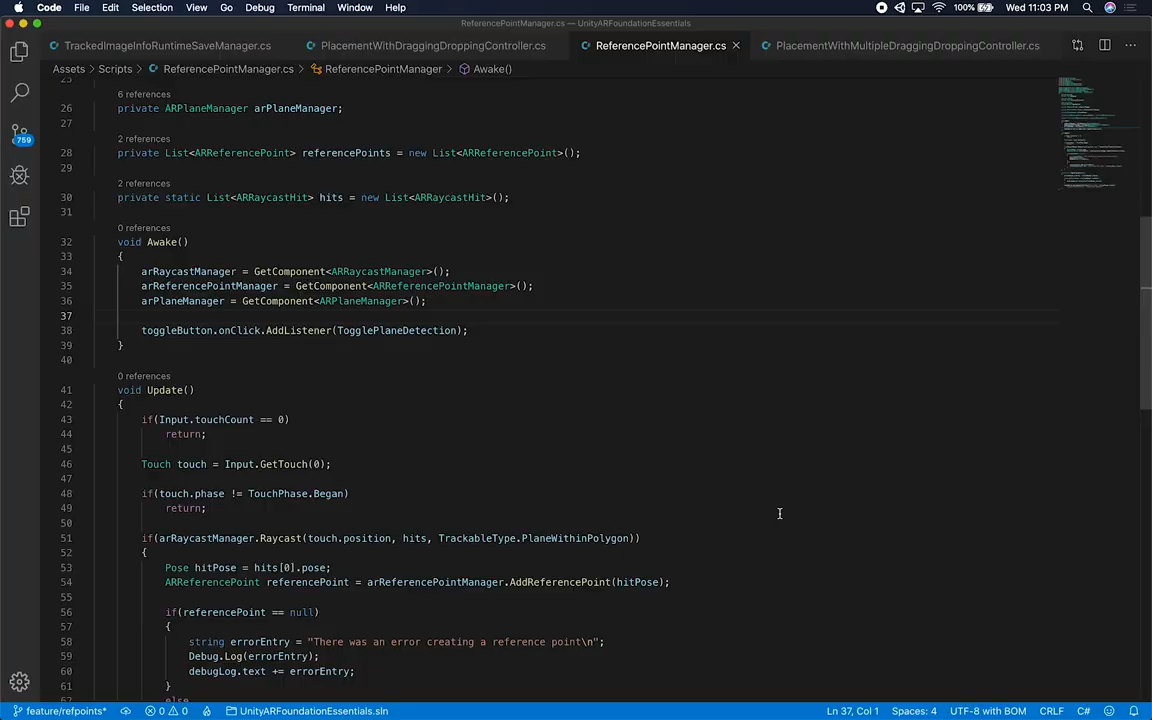 Code File Edit Selection View Go Debug Terminal Window Help 100% Wed 11:03 PM
ReferencePointManager.cs — UnityARFoundationEssentials
TrackedImageInfoRuntimeSaveManager.cs PlacementWithDraggingDroppingController.cs ReferencePointManager.cs PlacementWithMultipleDraggingDroppingController.cs
Assets > Scripts > ReferencePointManager.cs > ReferencePointManager > Awake()
25
6 references
26 private ARPlaneManager arPlaneManager;
27
2 references
28 private List<ARReferencePoint> referencePoints = new List<ARReferencePoint>();
29
2 references
30 private static List<ARRaycastHit> hits = new List<ARRaycastHit>();
31
0 references
32 void Awake()
33 {
34 arRaycastManager = GetComponent<ARRaycastManager>();
35 arReferencePointManager = GetComponent<ARReferencePointManager>();
36 arPlaneManager = GetComponent<ARPlaneManager>();
37
38 toggleButton.onClick.AddListener(TogglePlaneDetection);
39 }
40
0 references
41 void Update()
42 {
43 if(Input.touchCount == 0)
44 return;
45
46 Touch touch = Input.GetTouch(0);
47
48 if(touch.phase != TouchPhase.Began)
49 return;
50
51 if(arRaycastManager.Raycast(touch.position, hits, TrackableType.PlaneWithinPolygon))
52 {
53 Pose hitPose = hits[0].pose;
54 ARReferencePoint referencePoint = arReferencePointManager.AddReferencePoint(hitPose);
55
56 if(referencePoint == null)
57 {
58 string errorEntry = "There was an error creating a reference point\n";
59 Debug.Log(errorEntry);
60 debugLog.text += errorEntry;
61 }
62 else
759
feature/refpoints* 0 0 UnityARFoundationEssentials.sln Ln 37, Col 1 Spaces: 4 UTF-8 with BOM CRLF C#